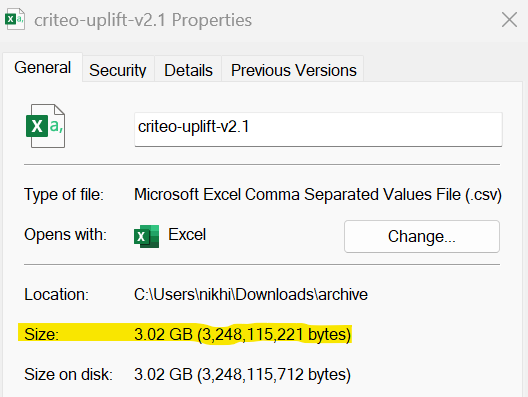 criteo-uplift-v2.1 Properties
General Security Details Previous Versions
X a,
criteo-uplift-v2.1
Type of file: Microsoft Excel Comma Separated Values File (.csv)
Opens with: X Excel Change...
Location: C:\Users\nikhi\Downloads\archive
Size: 3.02 GB (3,248,115,221 bytes)
Size on disk: 3.02 GB (3,248,115,712 bytes)